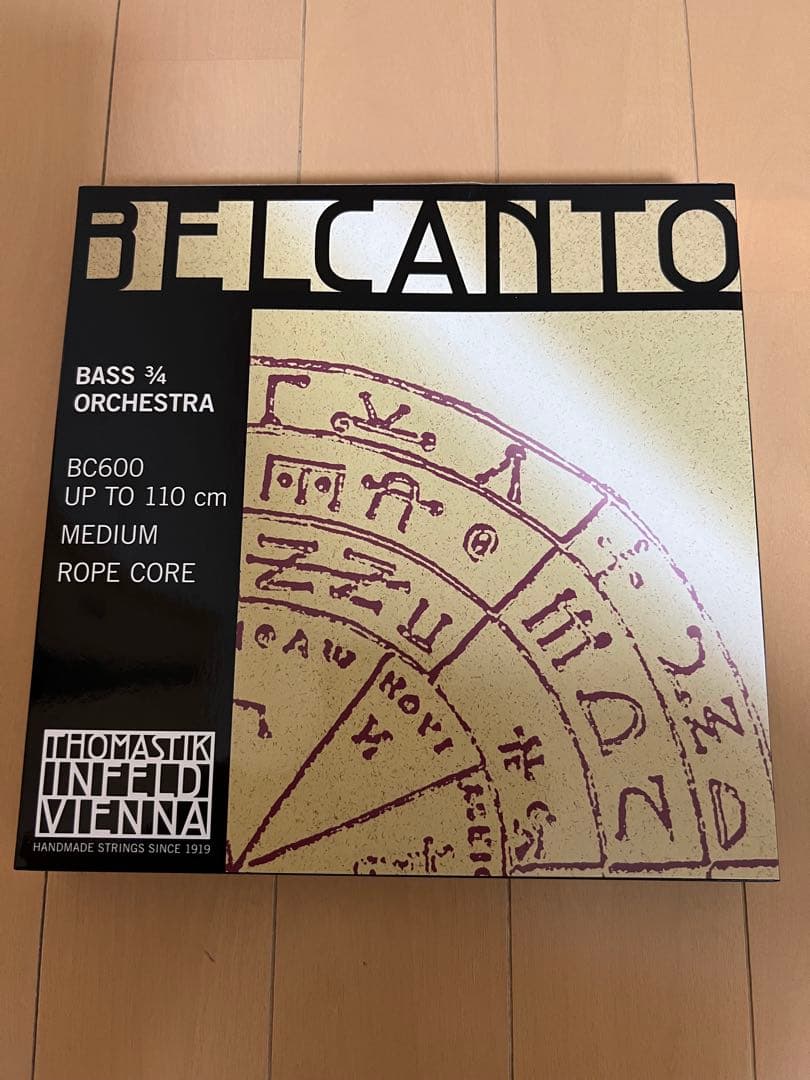 BELCANTO
BASS ¾
ORCHESTRA
BC600
UP TO 110 cm
MEDIUM
ROPE CORE
THOMASTIK
INFELD
VIENNA
HANDMADE STRINGS SINCE 1919